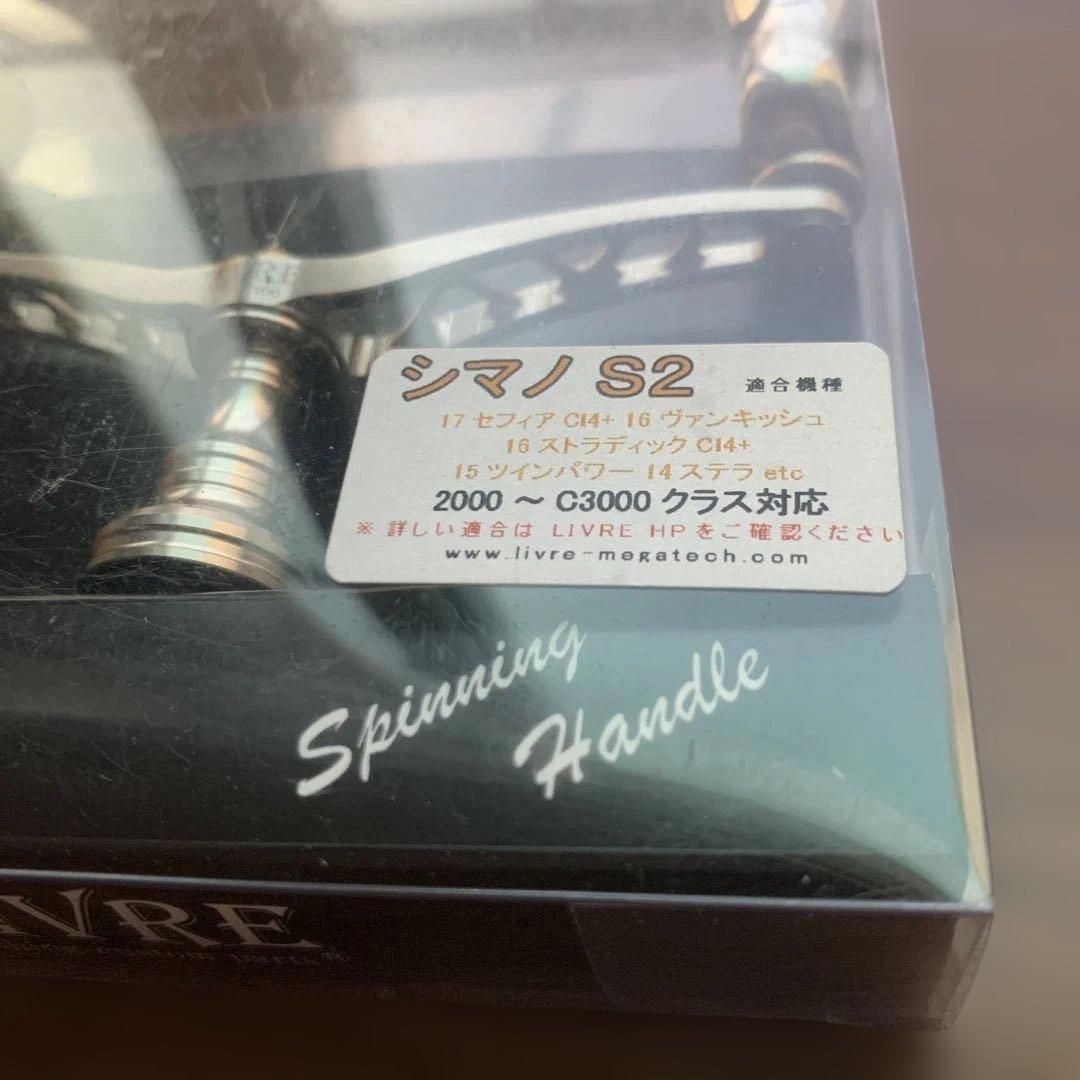 シマノ S2 適合機種
17 セフィア CI4+ 16 ヴァンキッシュ
16 ストラディック CI4+
15 ツインパワー 14 ステラ etc
2000 ～ C3000 クラス対応
※ 詳しい適合は LIVRE HP をご確認ください
www.livre-megatech.com
Spinning
Handle
LIVRE